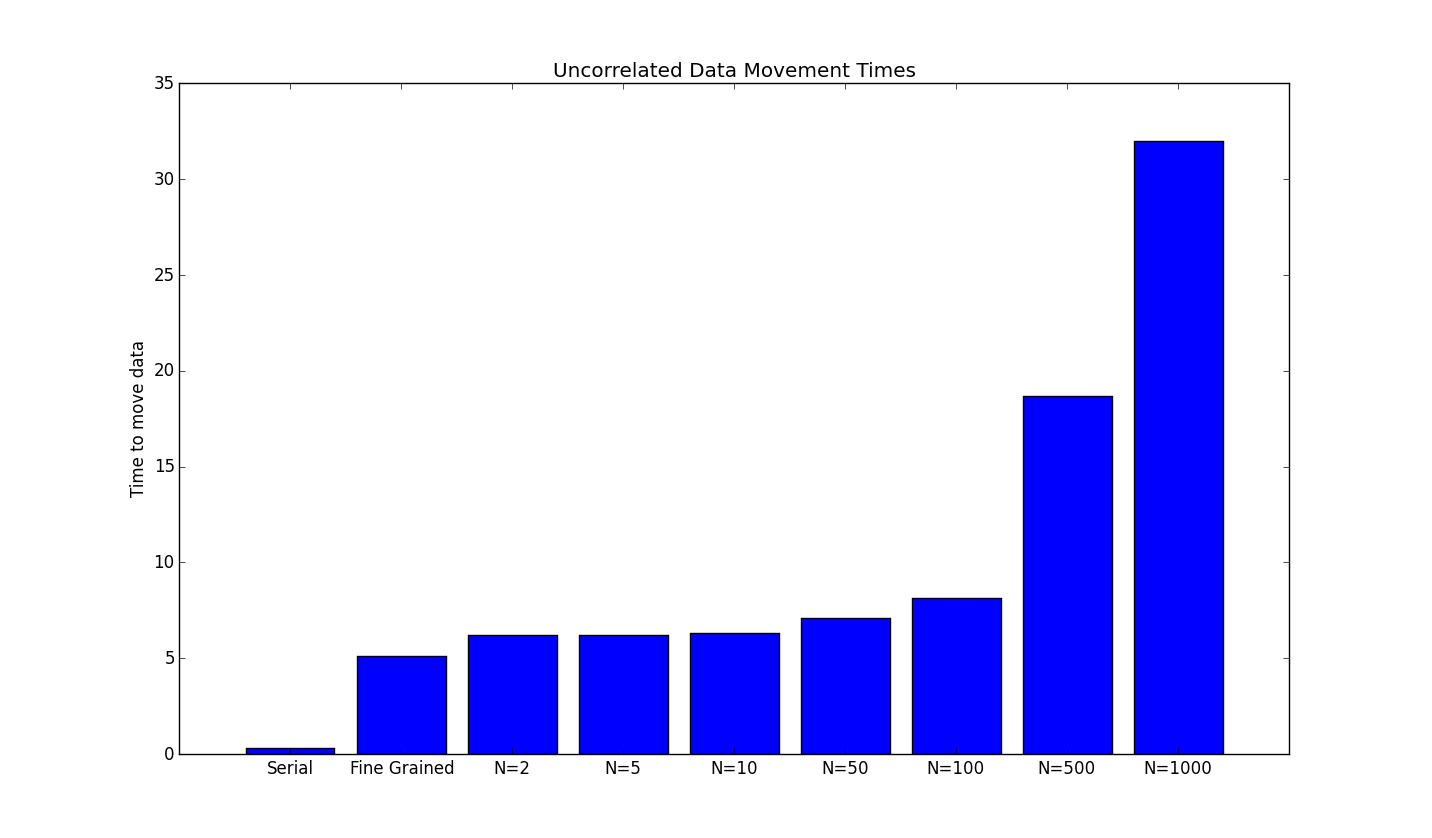 Uncorrelated Data Movement Times
35
30
25
20
15
10
5
0
Time to move data
Serial Fine Grained N=2 N=5 N=10 N=50 N=100 N=500 N=1000